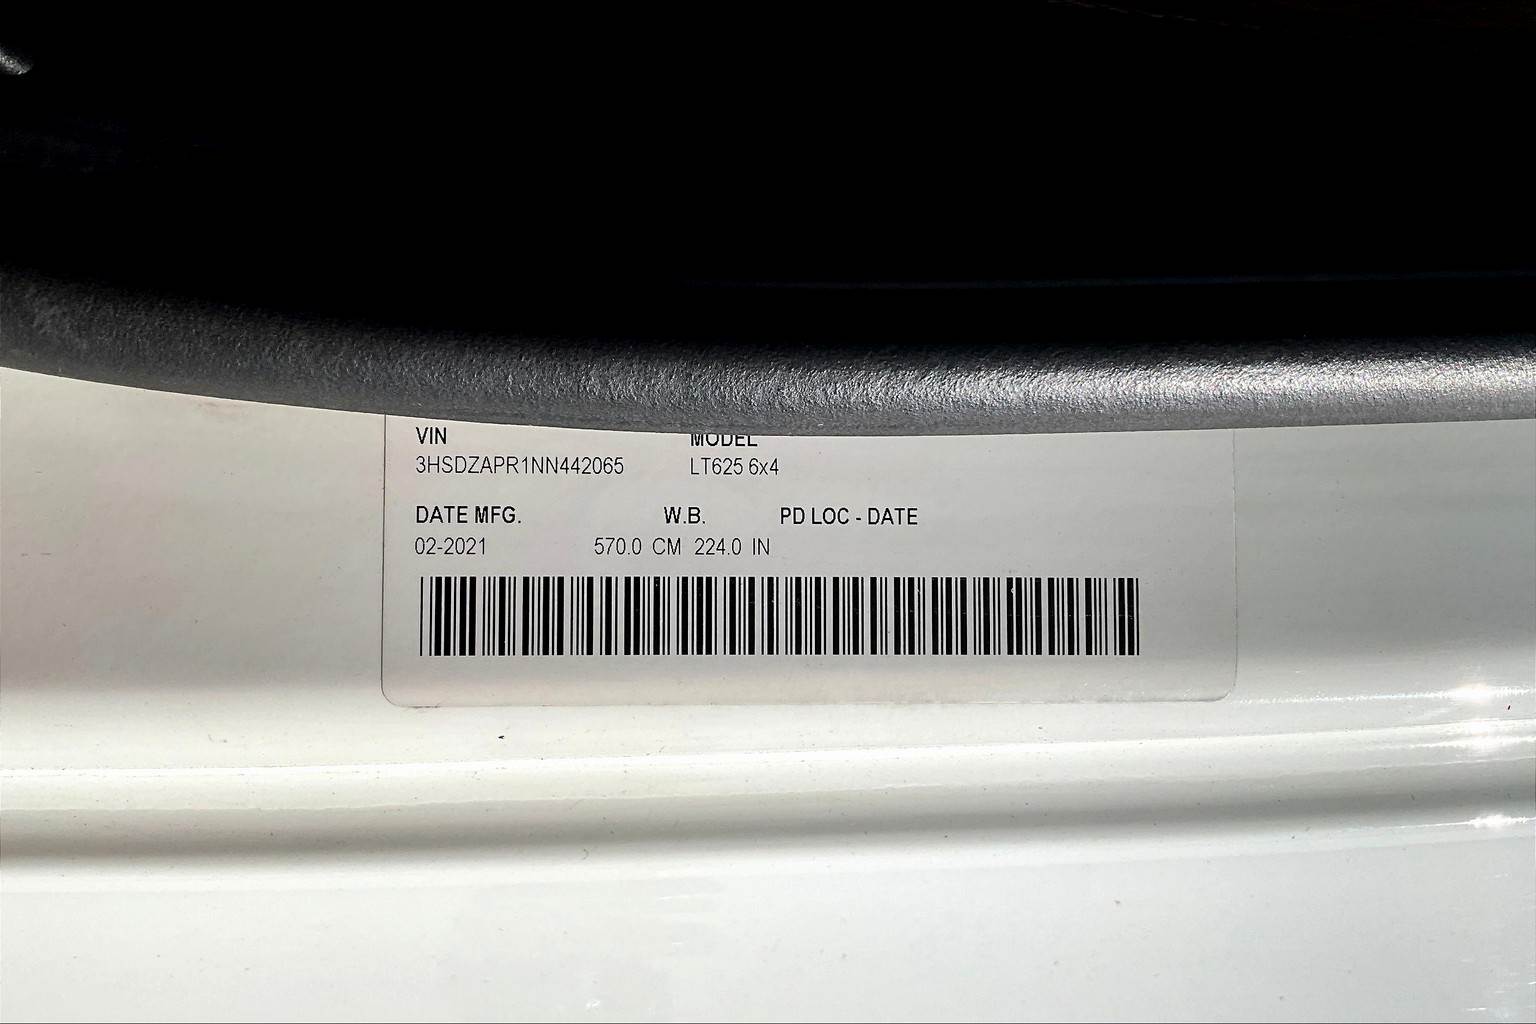 VIN MODEL
3HSDZAPR1NN442065 LT625 6x4
DATE MFG. W.B. PD LOC - DATE
02-2021 570.0 CM 224.0 IN